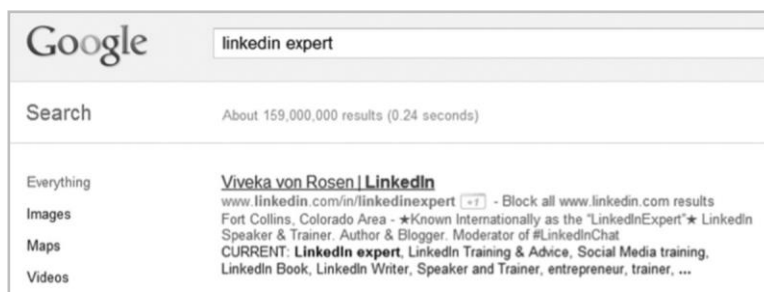 Google
linkedin expert
Search
About 159,000,000 results (0.24 seconds)
Everything
Images
Maps
Videos
Viveka von Rosen | LinkedIn
www.linkedin.com/in/linkedinexpert +1 - Block all www.linkedin.com results
Fort Collins, Colorado Area - ★Known Internationally as the "LinkedInExpert"★ LinkedIn
Speaker & Trainer. Author & Blogger. Moderator of #LinkedInChat
CURRENT: LinkedIn expert, LinkedIn Training & Advice, Social Media training,
LinkedIn Book, LinkedIn Writer, Speaker and Trainer, entrepreneur, trainer, ...